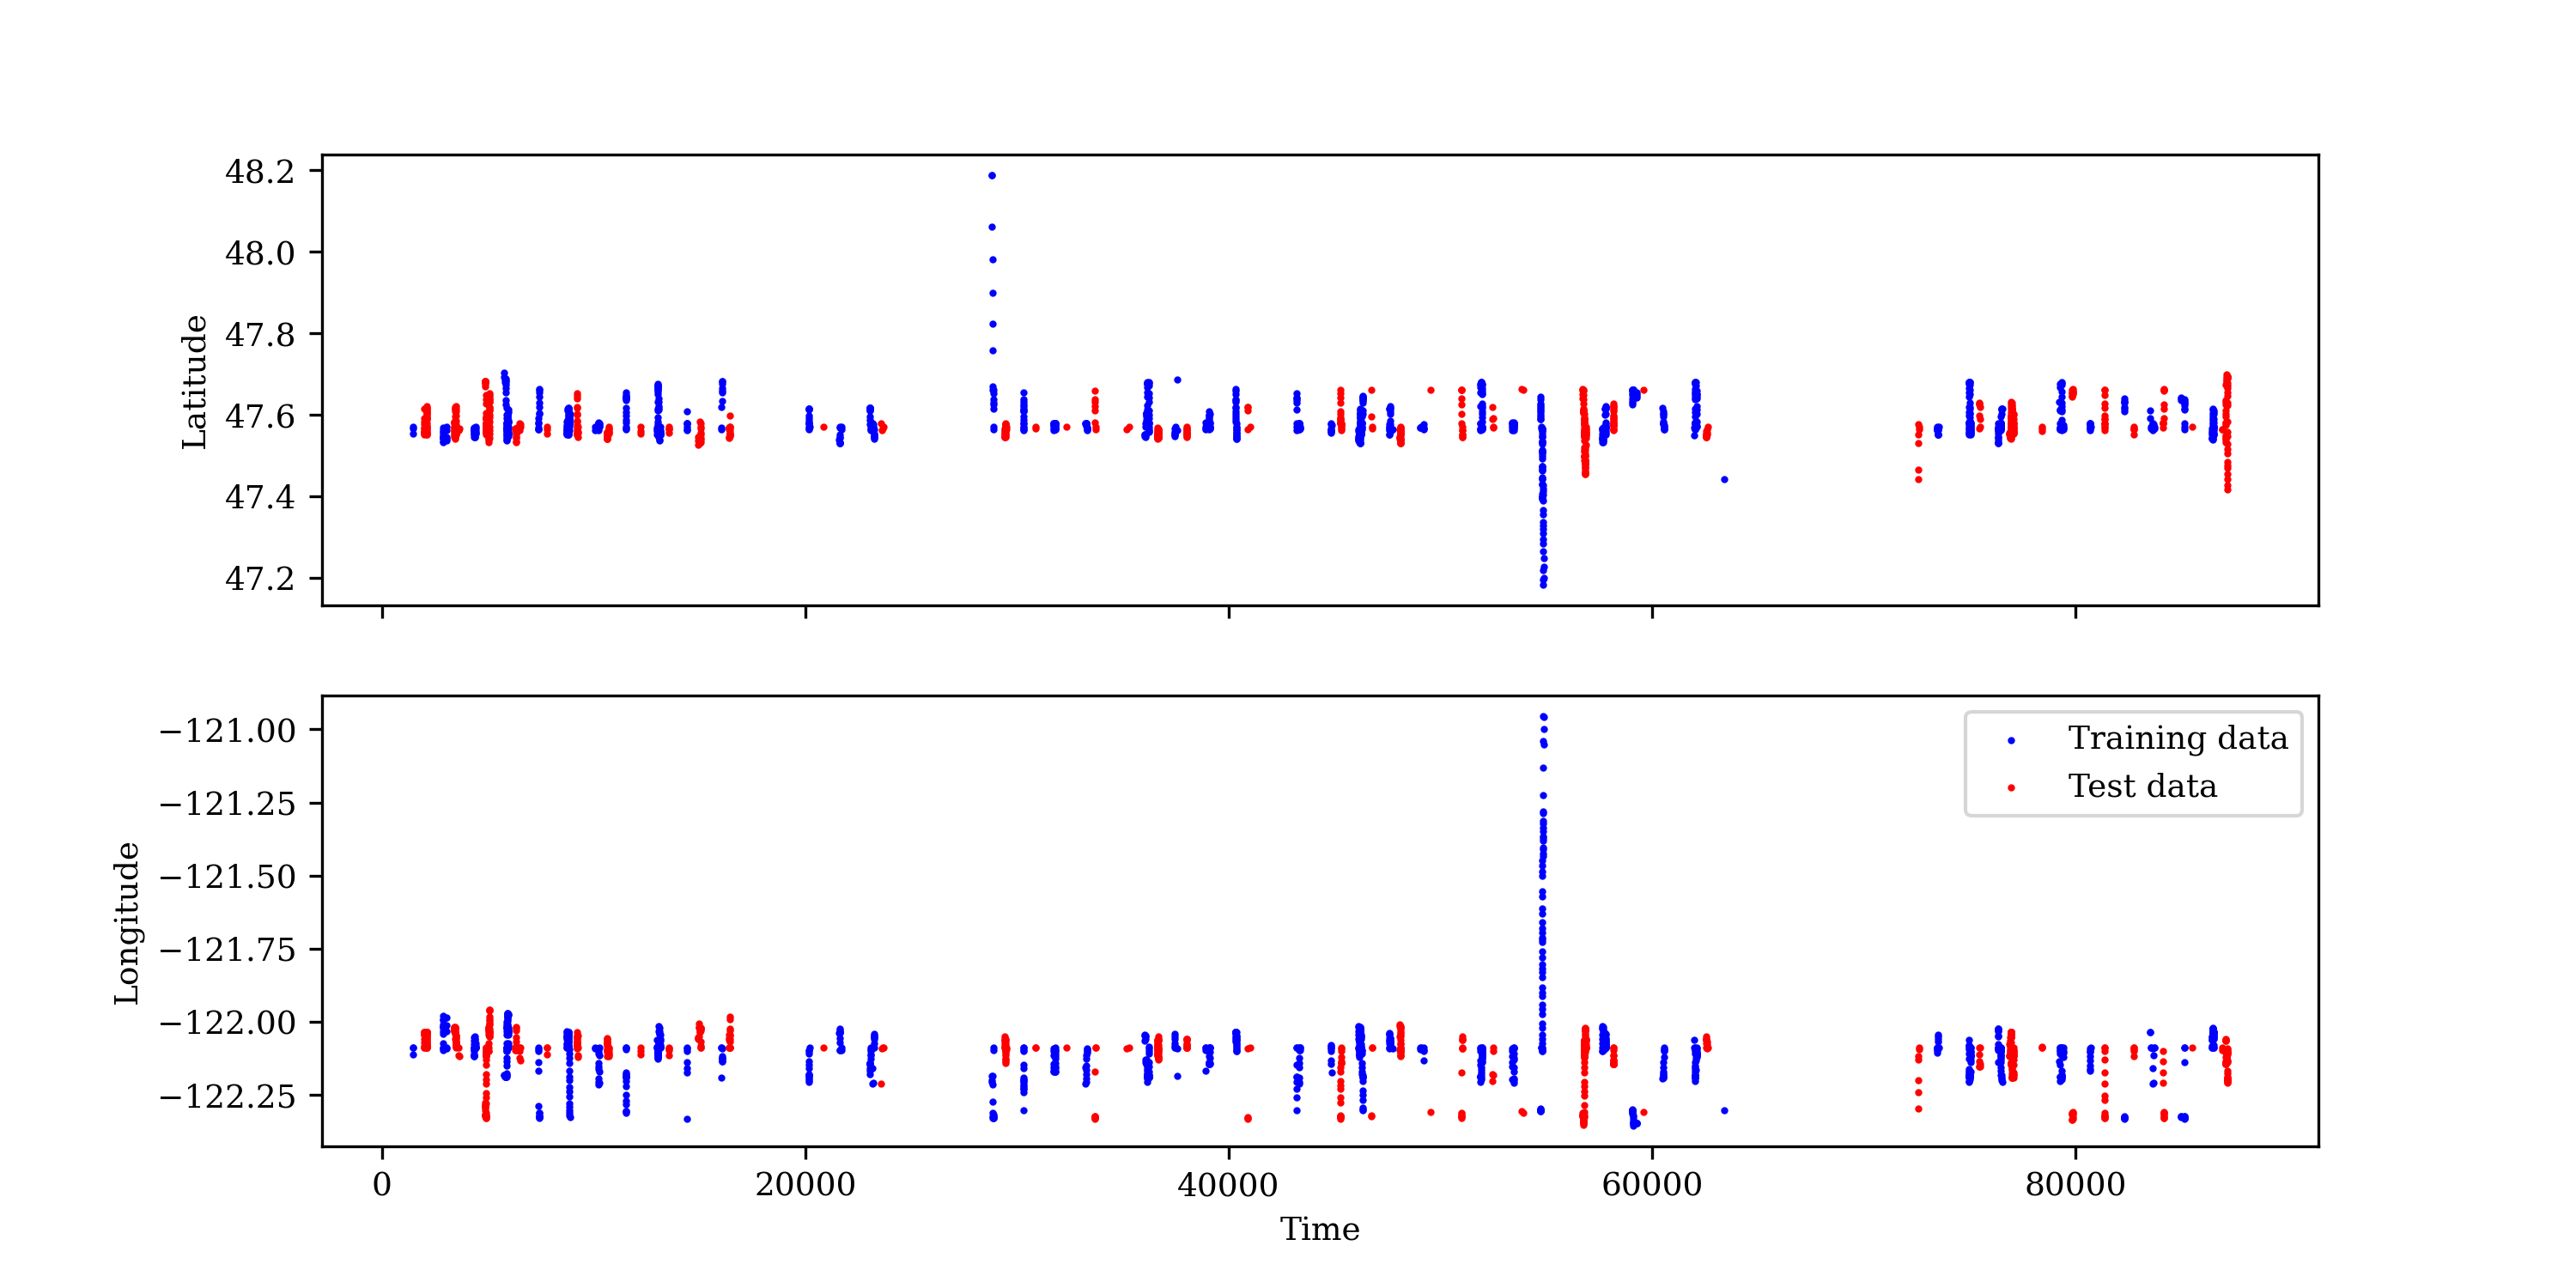 48.2
48.0
47.8
47.6
47.4
47.2
Latitude
−121.00
−121.25
−121.50
−121.75
−122.00
−122.25
Longitude
Training data
Test data
0 20000 40000 60000 80000
Time